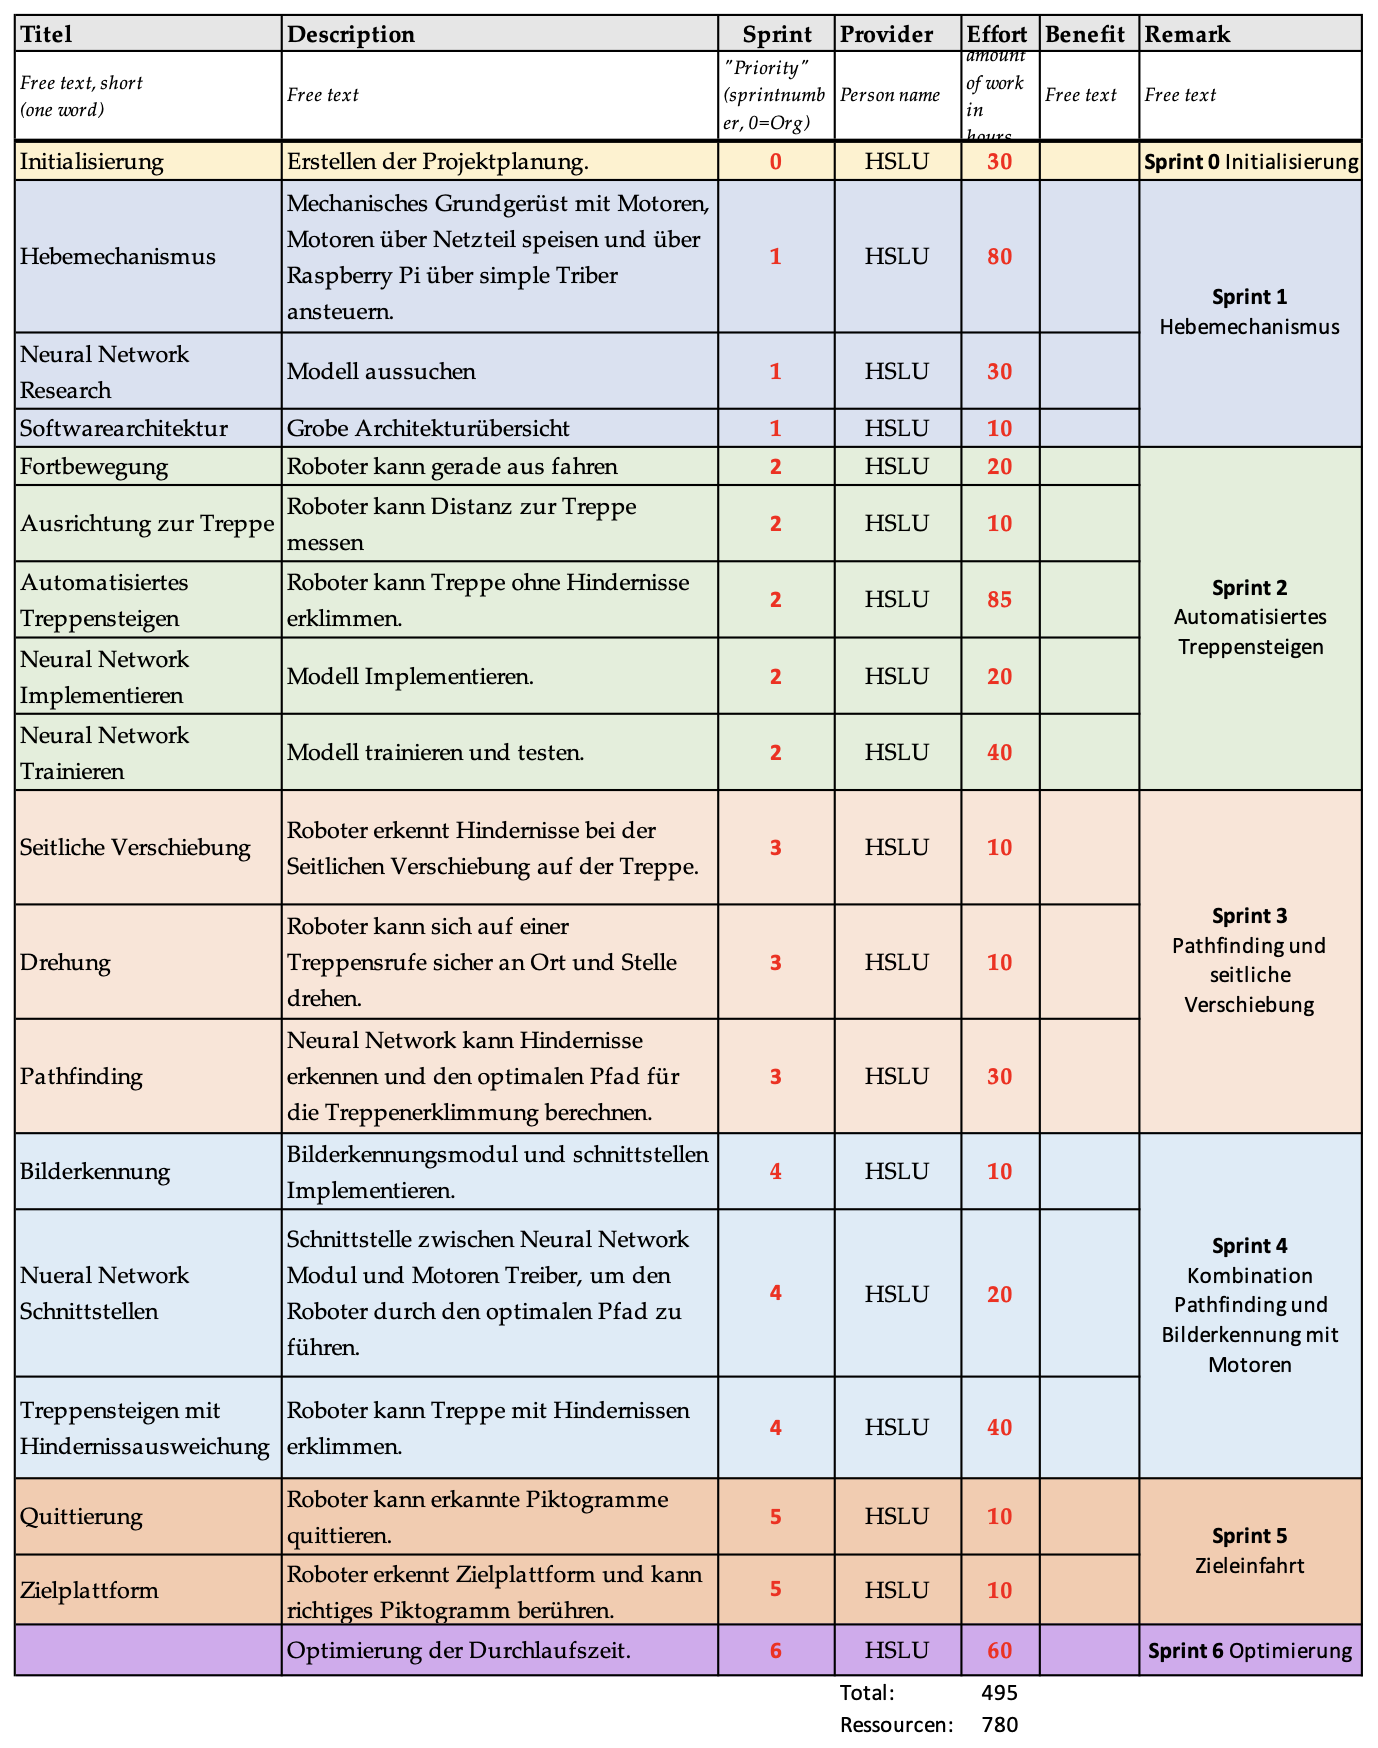 Titel Description Sprint Provider Effort Benefit Remark
Free text, short
(one word)
Free text
"Priority"
(sprintnumb
er, 0=Org)
Person name
amount
of work
in
hours
Free text
Free text
Initialisierung Erstellen der Projektplanung. 0 HSLU 30 Sprint 0 Initialisierung
Hebemechanismus
Mechanisches Grundgerüst mit Motoren,
Motoren über Netzteil speisen und über
Raspberry Pi über simple Triber
ansteuern.
1 HSLU 80
Sprint 1
Hebemechanismus
Neural Network
Research
Modell aussuchen 1 HSLU 30
Softwarearchitektur Grobe Architekturübersicht 1 HSLU 10
Fortbewegung Roboter kann gerade aus fahren 2 HSLU 20
Ausrichtung zur Treppe
Roboter kann Distanz zur Treppe
messen
2 HSLU 10
Automatisiertes
Treppensteigen
Roboter kann Treppe ohne Hindernisse
erklimmen.
2 HSLU 85
Sprint 2
Automatisiertes
Treppensteigen
Neural Network
Implementieren
Modell Implementieren. 2 HSLU 20
Neural Network
Trainieren
Modell trainieren und testen. 2 HSLU 40
Seitliche Verschiebung
Roboter erkennt Hindernisse bei der
Seitlichen Verschiebung auf der Treppe.
3 HSLU 10
Drehung
Roboter kann sich auf einer
Treppensrufe sicher an Ort und Stelle
drehen.
3 HSLU 10
Sprint 3
Pathfinding und
seitliche
Verschiebung
Pathfinding
Neural Network kann Hindernisse
erkennen und den optimalen Pfad für
die Treppenerklimmung berechnen.
3 HSLU 30
Bilderkennung
Bilderkennungsmodul und schnittstellen
Implementieren.
4 HSLU 10
Nueral Network
Schnittstellen
Schnittstelle zwischen Neural Network
Modul und Motoren Treiber, um den
Roboter durch den optimalen Pfad zu
führen.
4 HSLU 20
Sprint 4
Kombination
Pathfinding und
Bilderkennung mit
Motoren
Treppensteigen mit
Hindernissausweichung
Roboter kann Treppe mit Hindernissen
erklimmen.
4 HSLU 40
Quittierung
Roboter kann erkannte Piktogramme
quittieren.
5 HSLU 10
Sprint 5
Zieleinfahrt
Zielplattform
Roboter erkennt Zielplattform und kann
richtiges Piktogramm berühren.
5 HSLU 10
Optimierung der Durchlaufszeit. 6 HSLU 60 Sprint 6 Optimierung
Total: 495
Ressourcen: 780